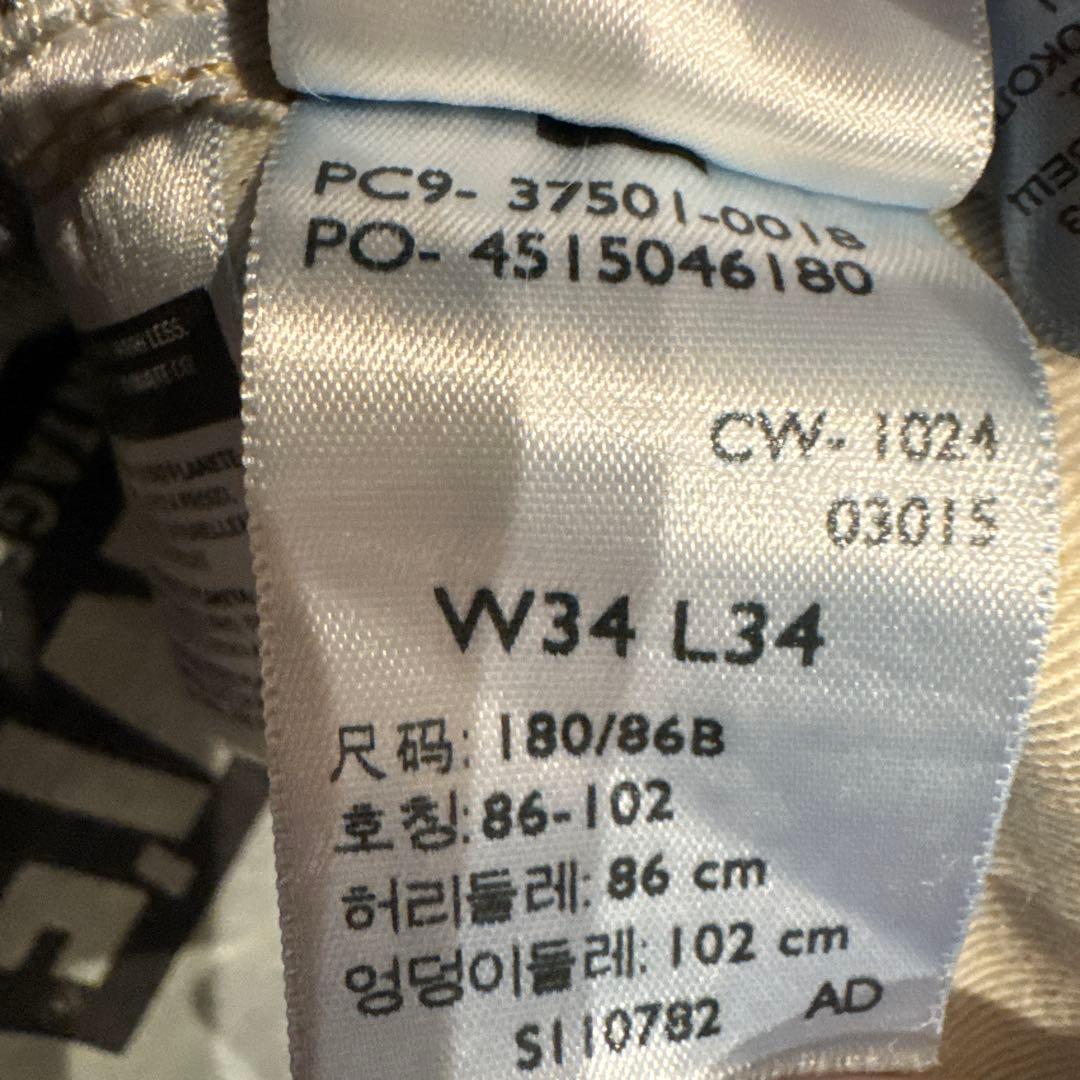 PC9- 37501-0018
PO- 4515046180
CW- 1024
03015
W34 L34
尺码: 180/86B
호칭: 86-102
허리둘레: 86 cm
엉덩이둘레: 102 cm
S110782 AD